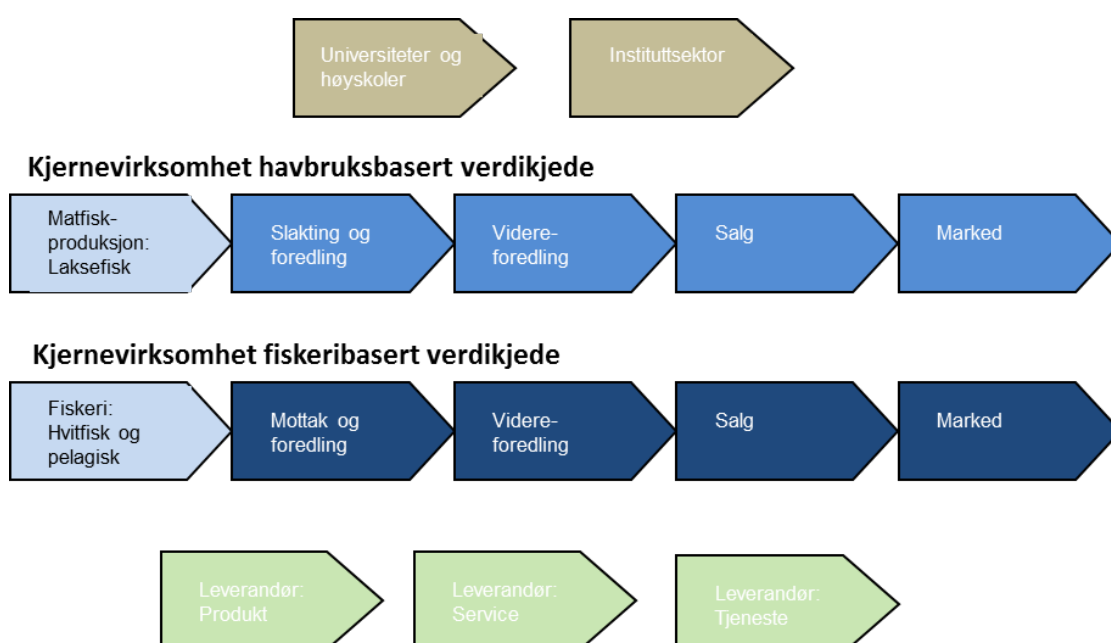 Universiteter og
høyskoler
Instituttsektor
Kjernevirksomhet havbruksbasert verdikjede
Matfisk-
produksjon:
Laksefisk
Slakting og
foredling
Videre-
foredling
Salg
Marked
Kjernevirksomhet fiskeribasert verdikjede
Fiskeri:
Hvitfisk og
pelagisk
Mottak og
foredling
Videre-
foredling
Salg
Marked
Leverandør:
Produkt
Leverandør:
Service
Leverandør:
Tjeneste